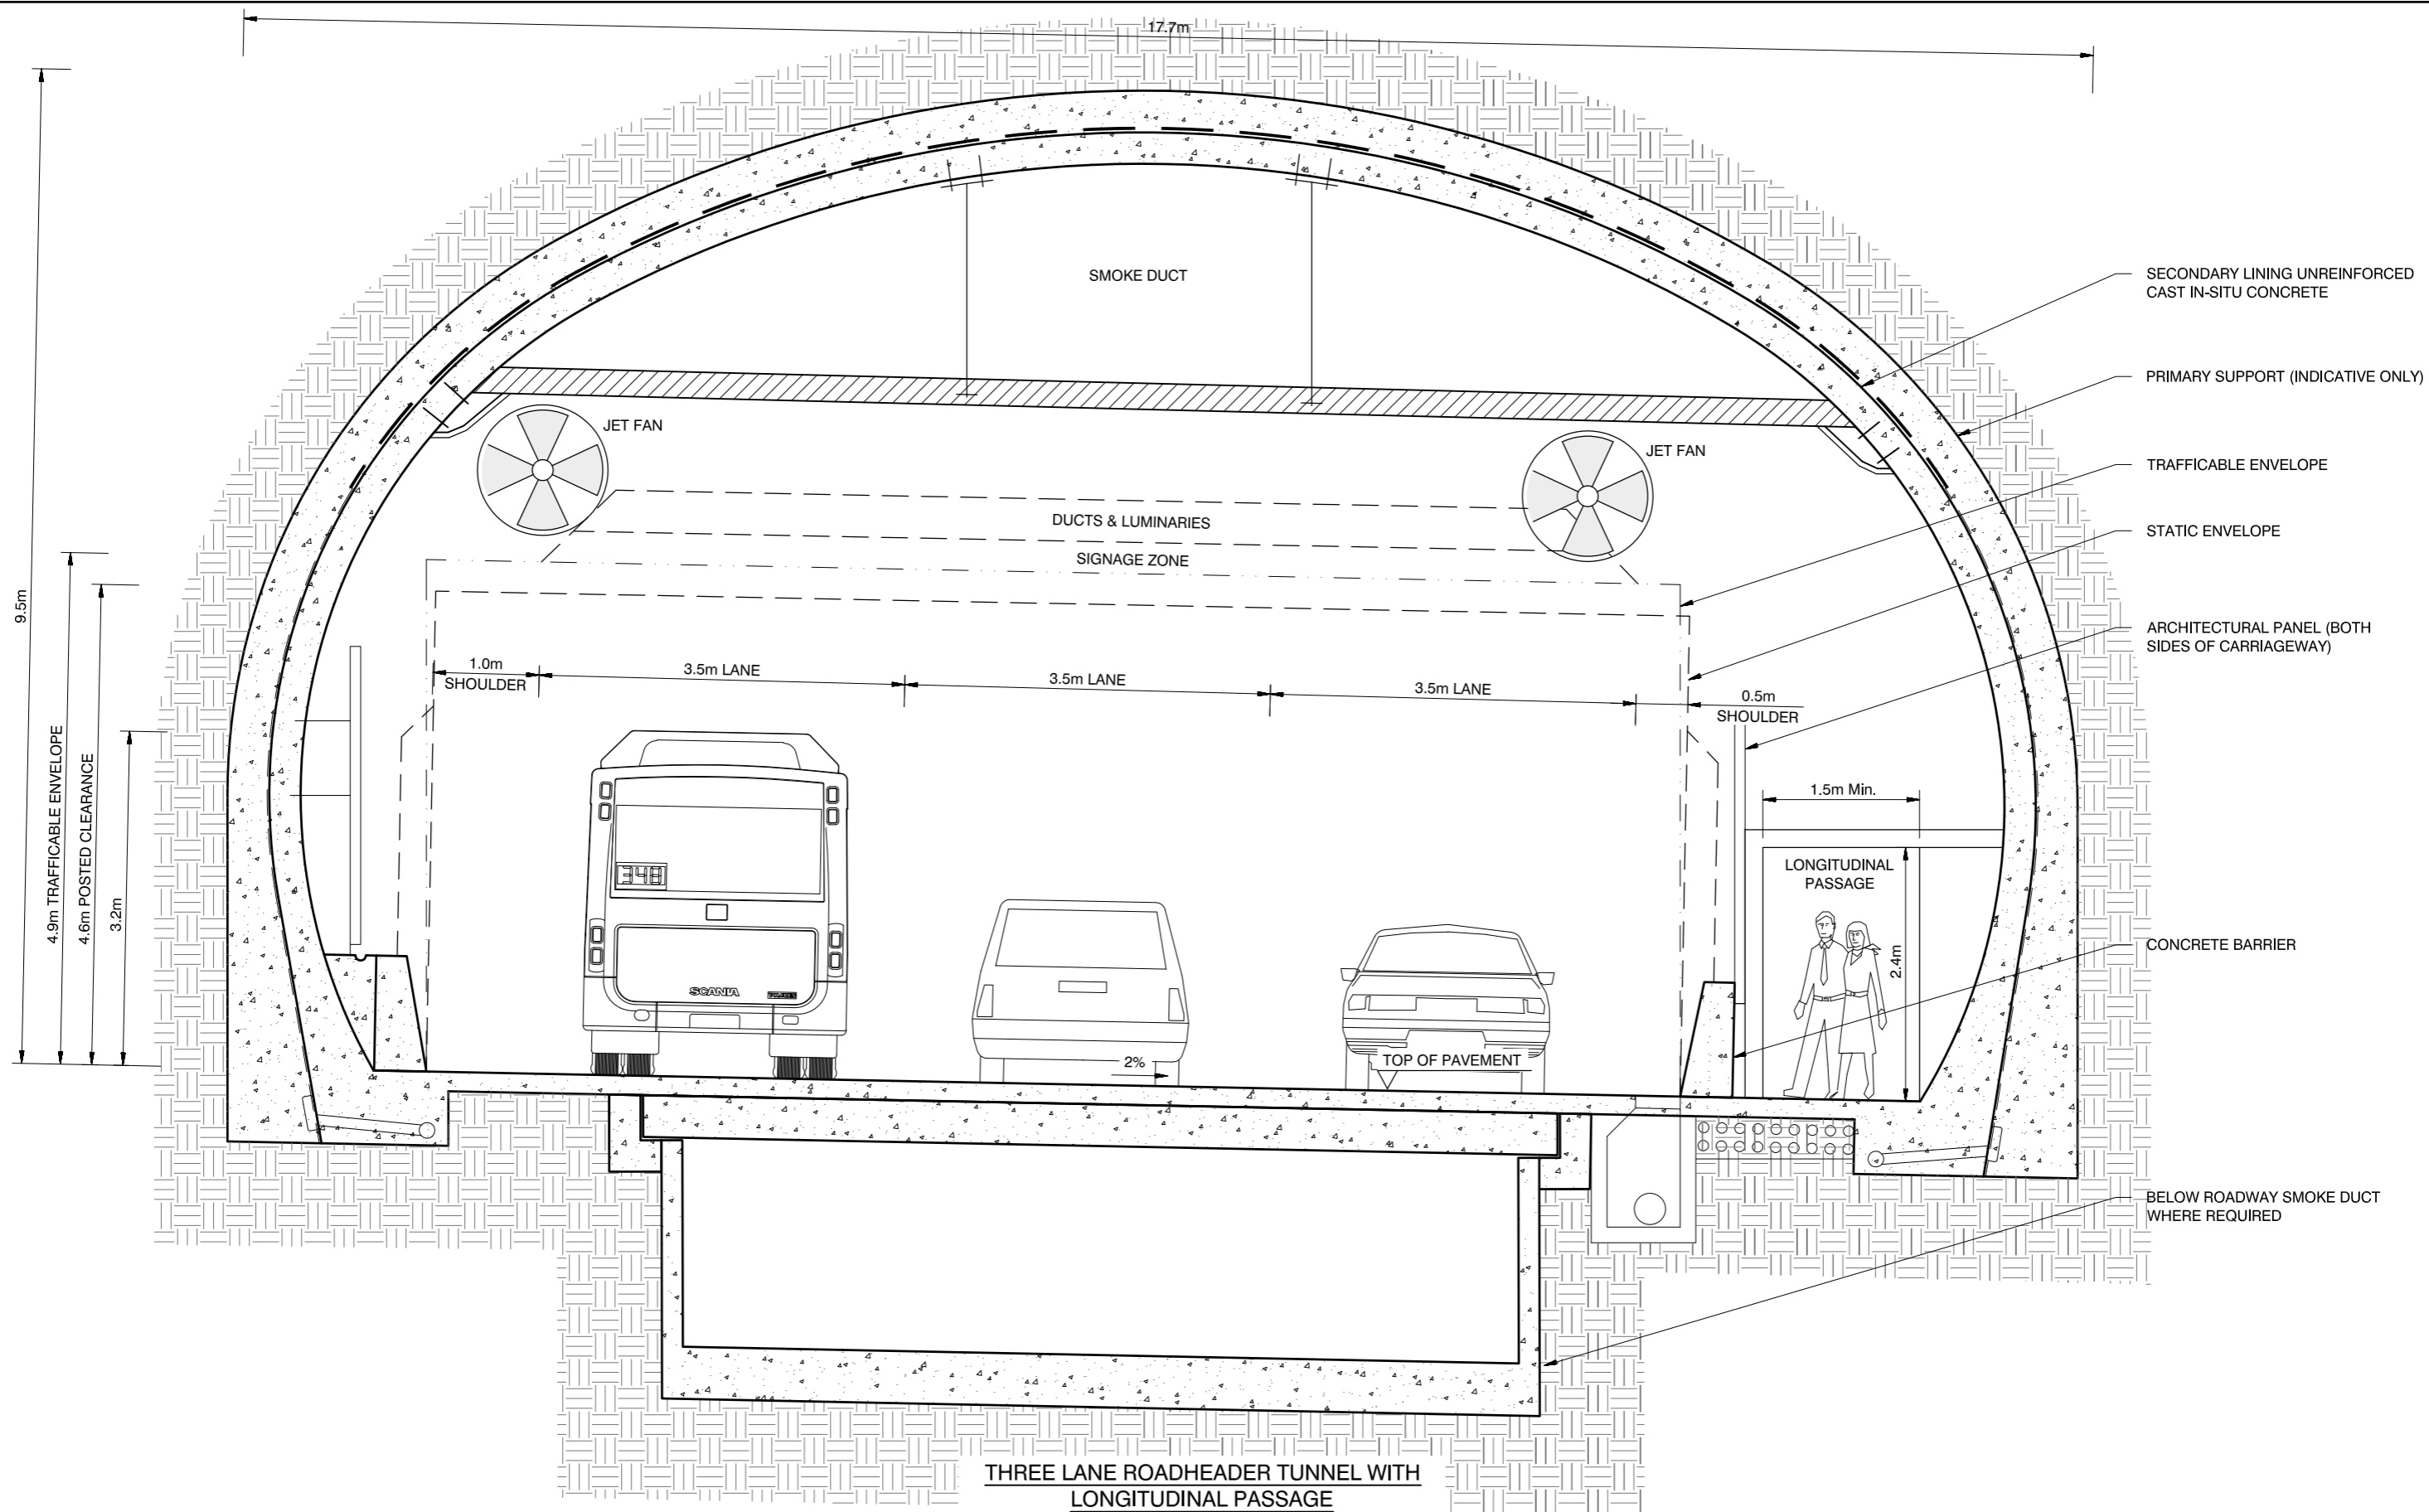 17.7m
9.5m
4.9m TRAFFICABLE ENVELOPE
4.6m POSTED CLEARANCE
3.2m
SMOKE DUCT
SECONDARY LINING UNREINFORCED
CAST IN-SITU CONCRETE
PRIMARY SUPPORT (INDICATIVE ONLY)
JET FAN
JET FAN
TRAFFICABLE ENVELOPE
DUCTS & LUMINARIES
STATIC ENVELOPE
SIGNAGE ZONE
ARCHITECTURAL PANEL (BOTH
SIDES OF CARRIAGEWAY)
1.0m
SHOULDER
3.5m LANE
3.5m LANE
3.5m LANE
0.5m
SHOULDER
1.5m Min.
LONGITUDINAL
PASSAGE
2.4m
348
SCANIA
CONCRETE BARRIER
2%
TOP OF PAVEMENT
BELOW ROADWAY SMOKE DUCT
WHERE REQUIRED
THREE LANE ROADHEADER TUNNEL WITH
LONGITUDINAL PASSAGE